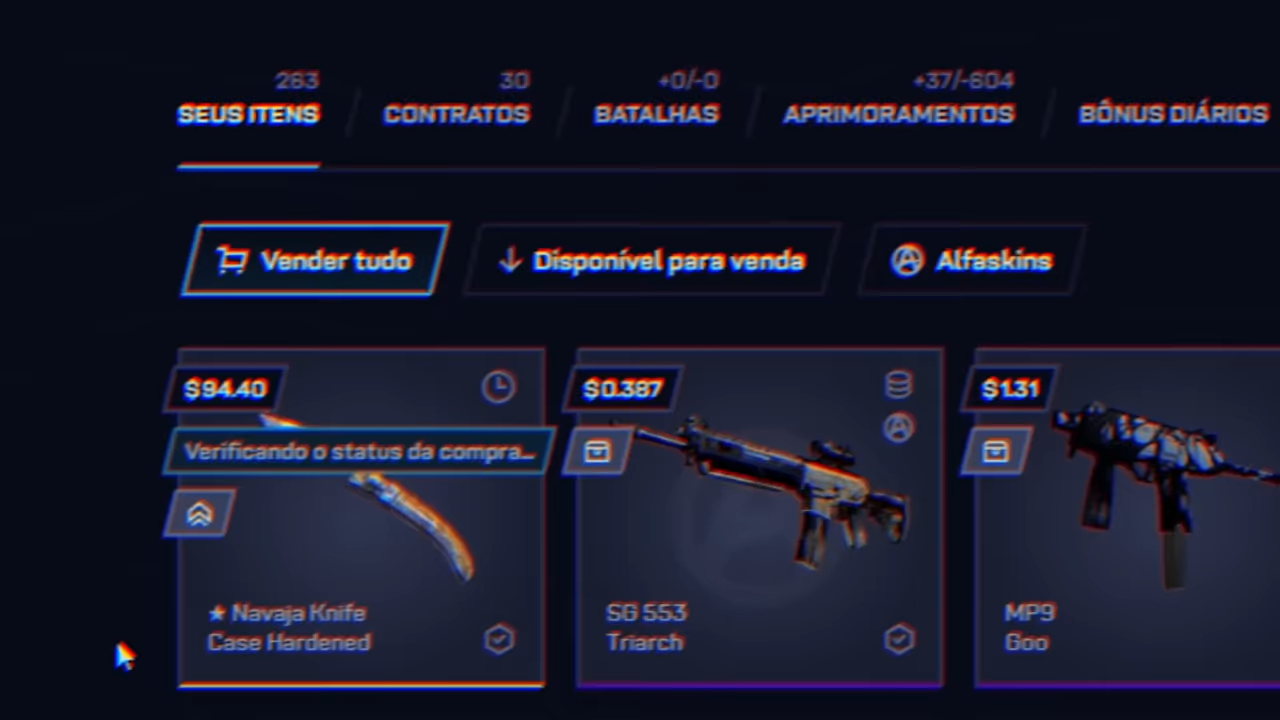 263
SEUS ITENS
30
CONTRATOS
+0/-0
BATALHAS
+37/-604
APRIMORAMENTOS
BÔNUS DIÁRIOS
Vender tudo
Disponível para venda
Alfaskins
$94.40
Verificando o status da compra...
★ Navaja Knife
Case Hardened
$0.387
SG 553
Triarch
$1.31
MP9
Goo